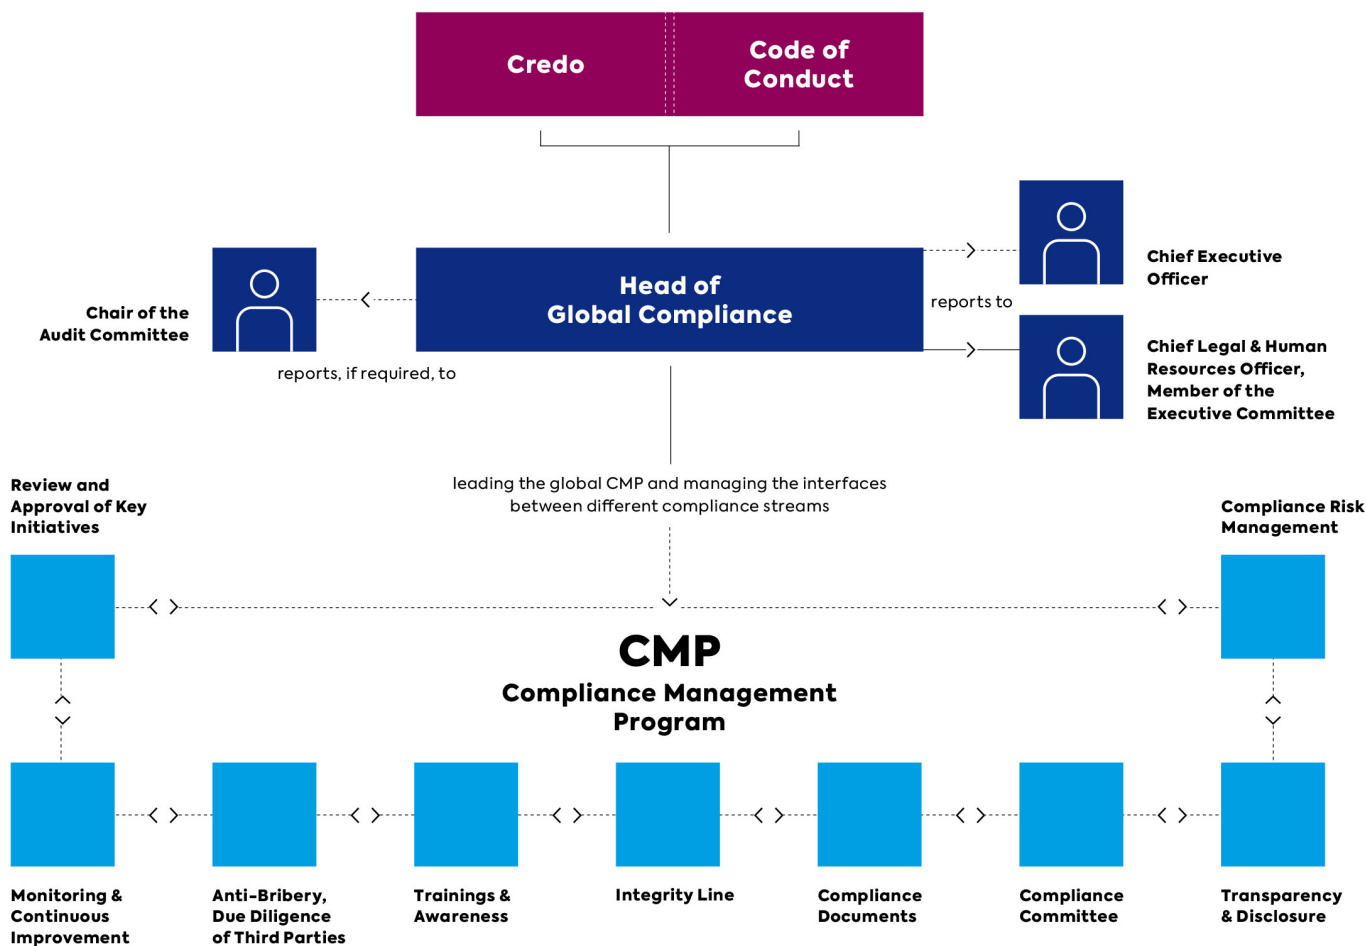 Credo
Code of
Conduct
Chief Executive
Officer
Head of
Global Compliance
reports to
Chair of the
Audit Committee
reports, if required, to
Chief Legal & Human
Resources Officer,
Member of the
Executive Committee
leading the global CMP and managing the interfaces
between different compliance streams
Review and
Approval of Key
Initiatives
Compliance Risk
Management
CMP
Compliance Management
Program
Monitoring &
Continuous
Improvement
Anti-Bribery,
Due Diligence
of Third Parties
Trainings &
Awareness
Integrity Line
Compliance
Documents
Compliance
Committee
Transparency
& Disclosure